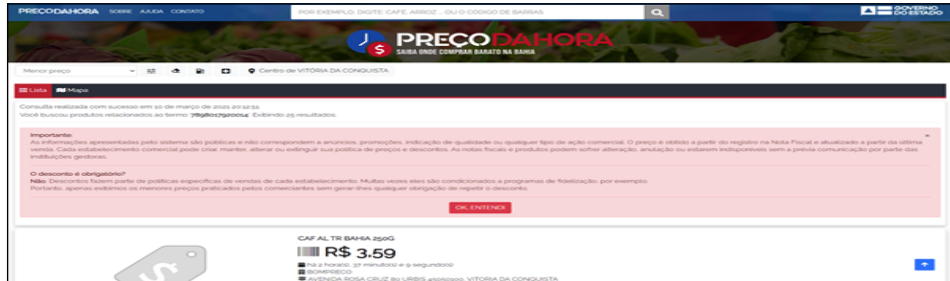 PREÇODAHORA SOBRE AJUDA CONTATO POR EXEMPLO, DIGITE: CAFÉ, ARROZ ... OU O CÓDIGO DE BARRAS GOVERNO DO ESTADO
PREÇODAHORA
SAIBA ONDE COMPRAR BARATO NA BAHIA
Menor preço Centro de VITORIA DA CONQUISTA
Lista Mapa
Consulta realizada com sucesso em 10 de março de 2021 20:12:51
Você buscou produtos relacionados ao termo: "7898017920014". Exibindo 25 resultados.
Importante:
As informações apresentadas pelo sistema são públicas e não correspondem a anúncios, promoções, indicação de qualidade ou qualquer tipo de ação comercial. O preço é obtido a partir do registro na Nota Fiscal e atualizado a partir da última
venda. Cada estabelecimento comercial pode criar, manter, alterar ou extinguir sua política de preços e descontos. As notas fiscais e produtos podem sofrer alteração, anulação ou estarem indisponíveis sem a prévia comunicação por parte das
instituições gestoras.
O desconto é obrigatório?
Não. Descontos fazem parte de políticas específicas de vendas de cada estabelecimento. Muitas vezes eles são condicionados a programas de fidelização, por exemplo.
Portanto, apenas exibimos os menores preços praticados pelos comerciantes sem gerar-lhes qualquer obrigação de repetir o desconto.
OK, ENTENDI
CAF AL TR BAHIA 250G
R$ 3.59
há 2 hora(s), 37 minuto(s) e 9 segundo(s)
BOMPRECO
AVENIDA ROSA CRUZ 80 URBIS 45050900, VITORIA DA CONQUISTA